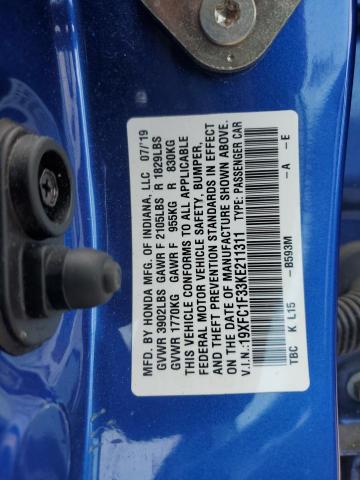 MFD. BY HONDA MFG. OF INDIANA, LLC 07/'19
GVWR 3902LBS GAWR F 2105LBS R 1829LBS
GVWR 1770KG GAWR F 955KG R 830KG
THIS VEHICLE CONFORMS TO ALL APPLICABLE
FEDERAL MOTOR VEHICLE SAFETY, BUMPER,
AND THEFT PREVENTION STANDARDS IN EFFECT
ON THE DATE OF MANUFACTURE SHOWN ABOVE.
V.I.N.: 19XFC1F33KE211311 TYPE: PASSENGER CAR
TBC K L15 -B593M -A -E